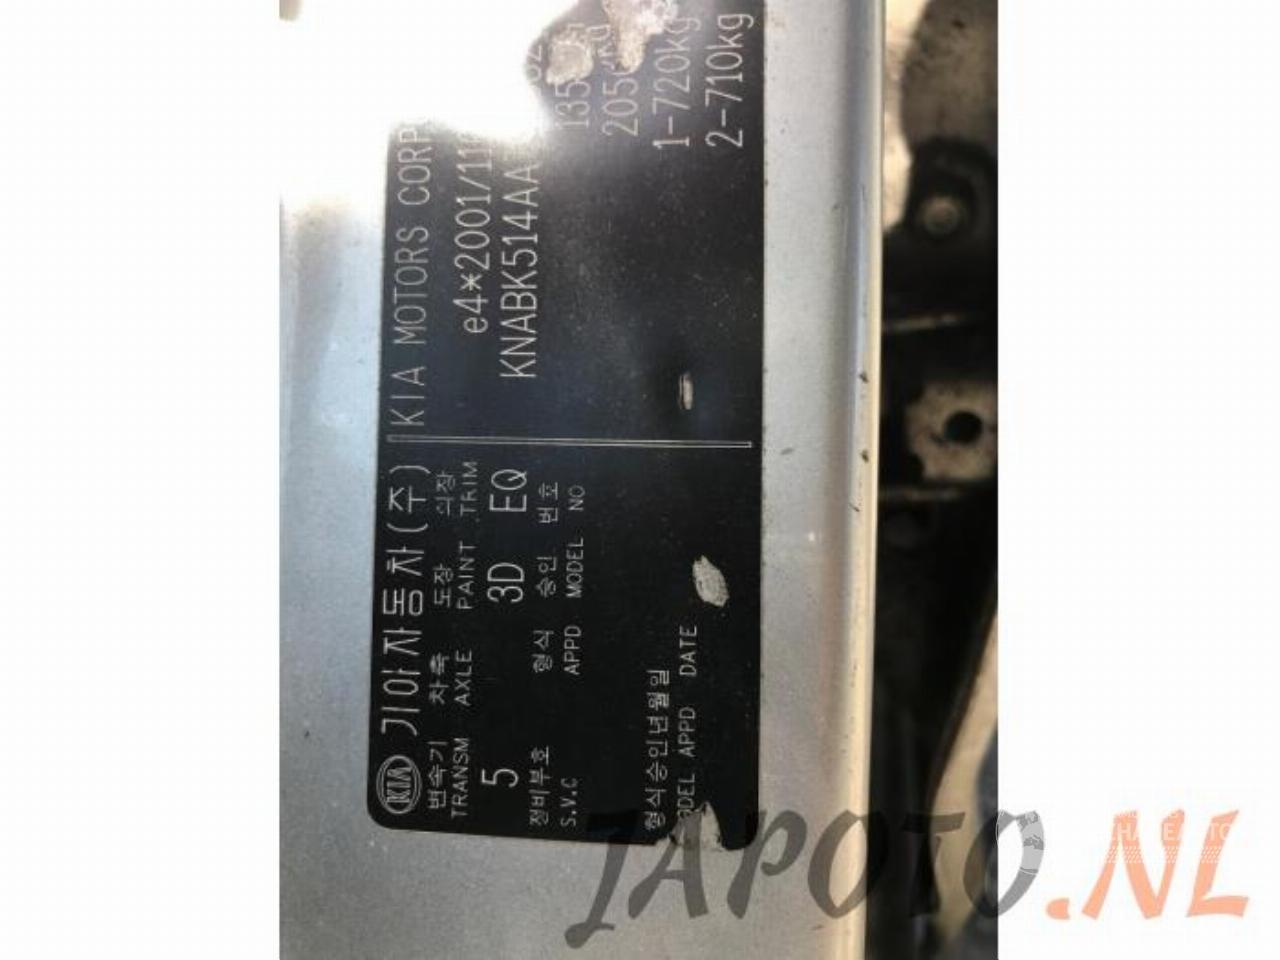 KIA 기아자동차(주) KIA MOTORS CORP
변속기 차축 도장 의장
TRANSM AXLE PAINT .TRIM
e4*2001/11
5 3D EQ
KNABK514AA
정비부호 형식 승인 번호
S.V.C APPD MODEL NO
형식승인년월일
1-720kg
APPD DATE
2-710kg
JAPOTO.NL